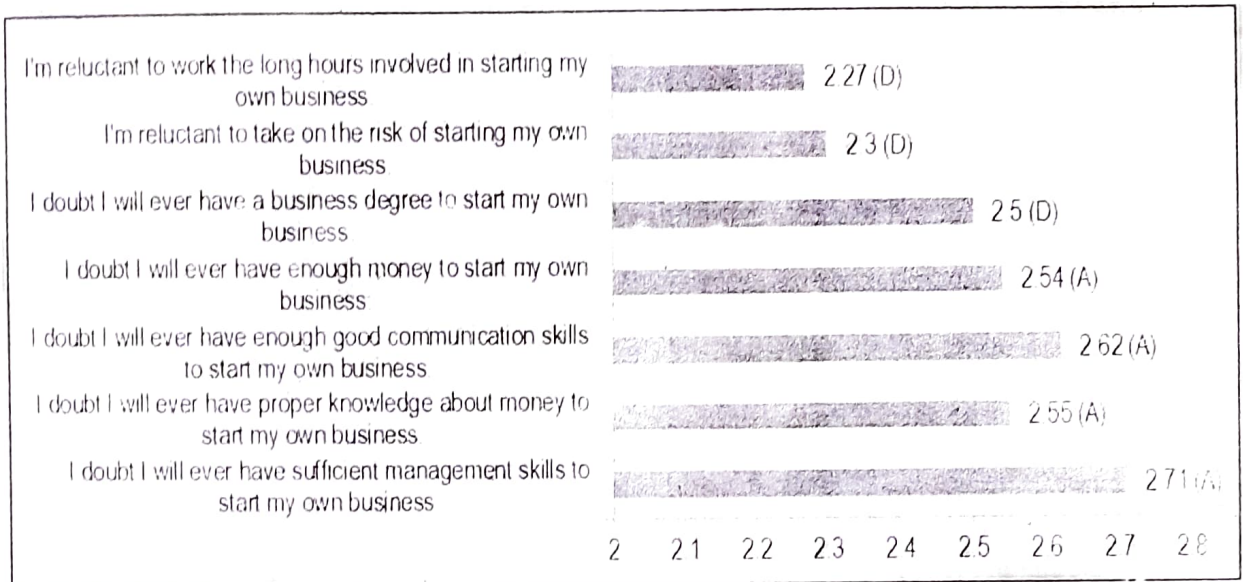 I'm reluctant to work the long hours involved in starting my
own business
2 27 (D)
I'm reluctant to take on the risk of starting my own
business
2 3 (D)
I doubt I will ever have a business degree to start my own
business
2 5 (D)
I doubt I will ever have enough money to start my own
business
2 54 (A)
I doubt I will ever have enough good communication skills
to start my own business
2 62 (A)
I doubt I will ever have proper knowledge about money to
start my own business
2 55 (A)
I doubt I will ever have sufficient management skills to
start my own business
2 71 (A)
2 2 1 2 2 2 3 2 4 2 5 2 6 2 7 2 8